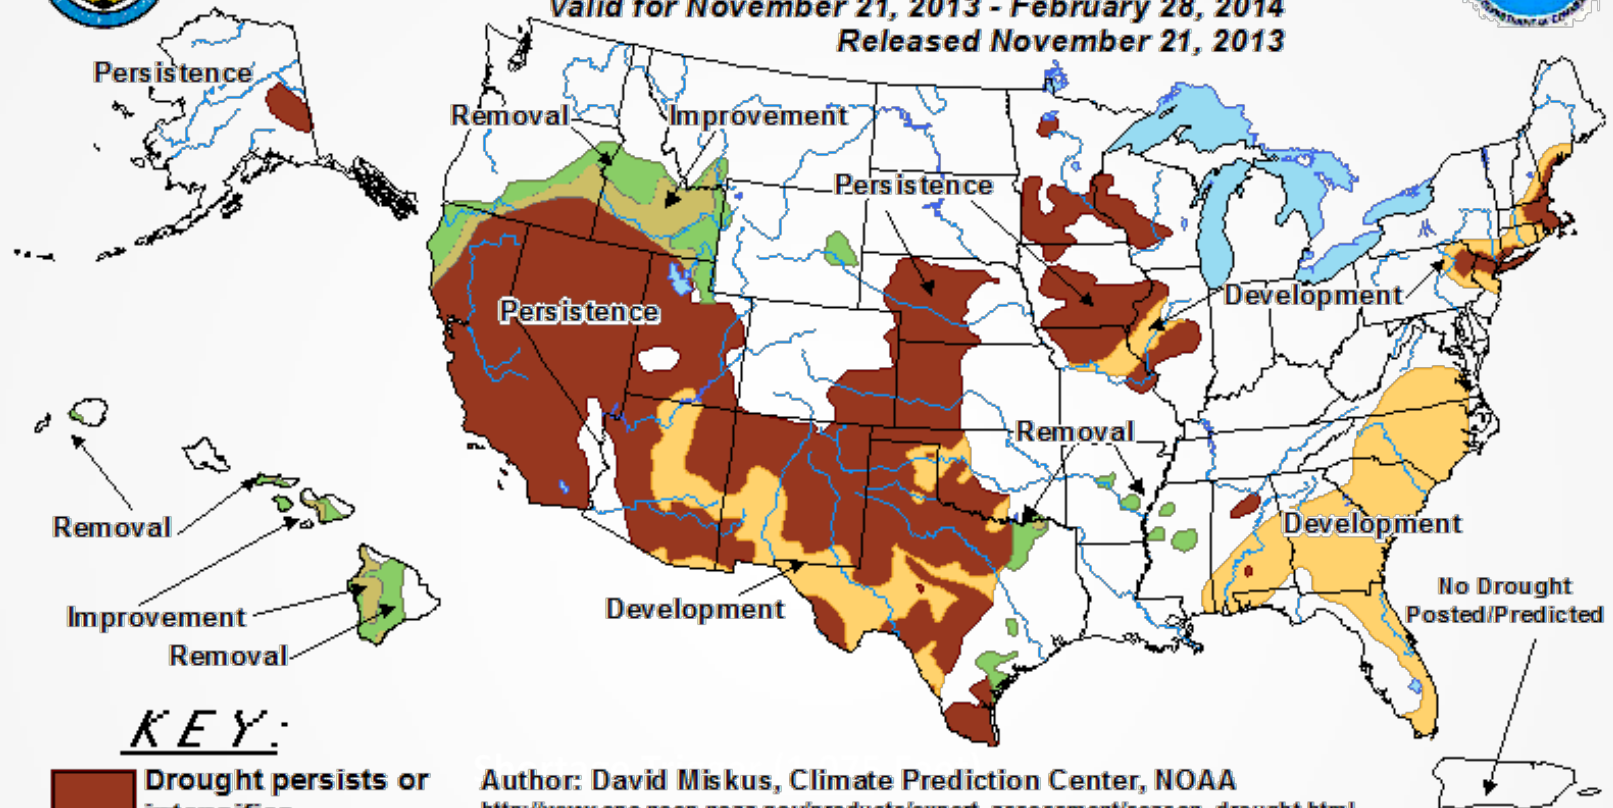 Valid for November 21, 2013 - February 28, 2014
Released November 21, 2013
Persistence
Removal
Improvement
Persistence
Persistence
Development
Removal
Development
Development
Removal
Improvement
Removal
No Drought
Posted/Predicted
KEY:
Drought persists or
Author: David Miskus, Climate Prediction Center, NOAA